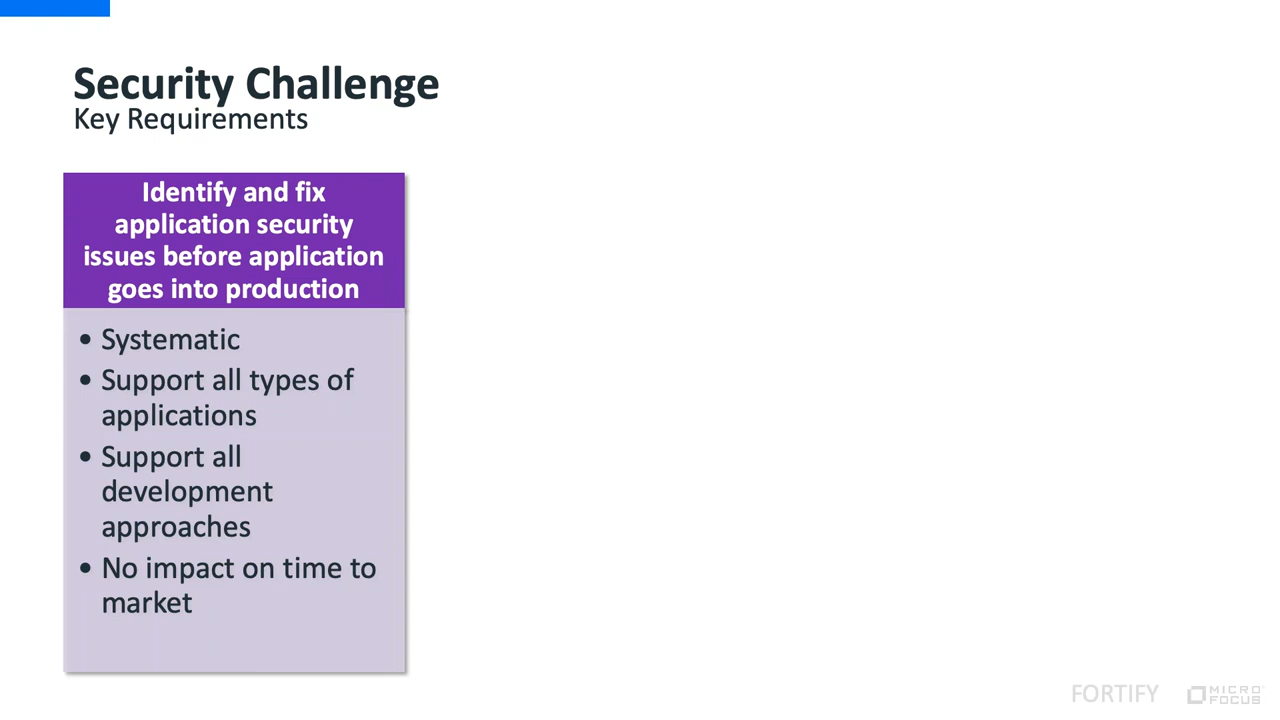 Security Challenge
Key Requirements
Identify and fix
application security
issues before application
goes into production
• Systematic
• Support all types of
applications
• Support all
development
approaches
• No impact on time to
market
FORTIFY
MICRO
FOCUS